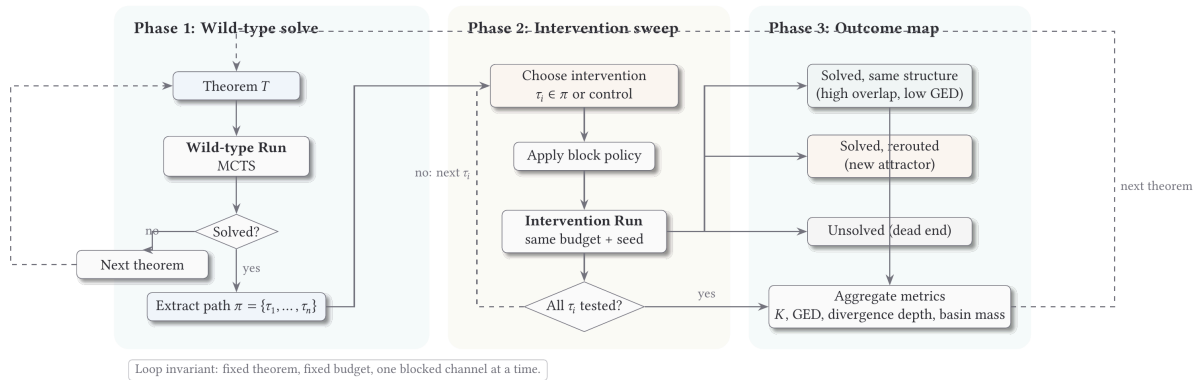 Phase 1: Wild-type solve
Theorem T
Wild-type Run
MCTS
Solved?
no
Next theorem
yes
Extract path π = {τ₁, … , τₙ}
Phase 2: Intervention sweep
Choose intervention
τᵢ ∈ π or control
Apply block policy
no: next τᵢ
Intervention Run
same budget + seed
All τᵢ tested?
yes
Phase 3: Outcome map
Solved, same structure
(high overlap, low GED)
Solved, rerouted
(new attractor)
Unsolved (dead end)
Aggregate metrics
K, GED, divergence depth, basin mass
next theorem
Loop invariant: fixed theorem, fixed budget, one blocked channel at a time.